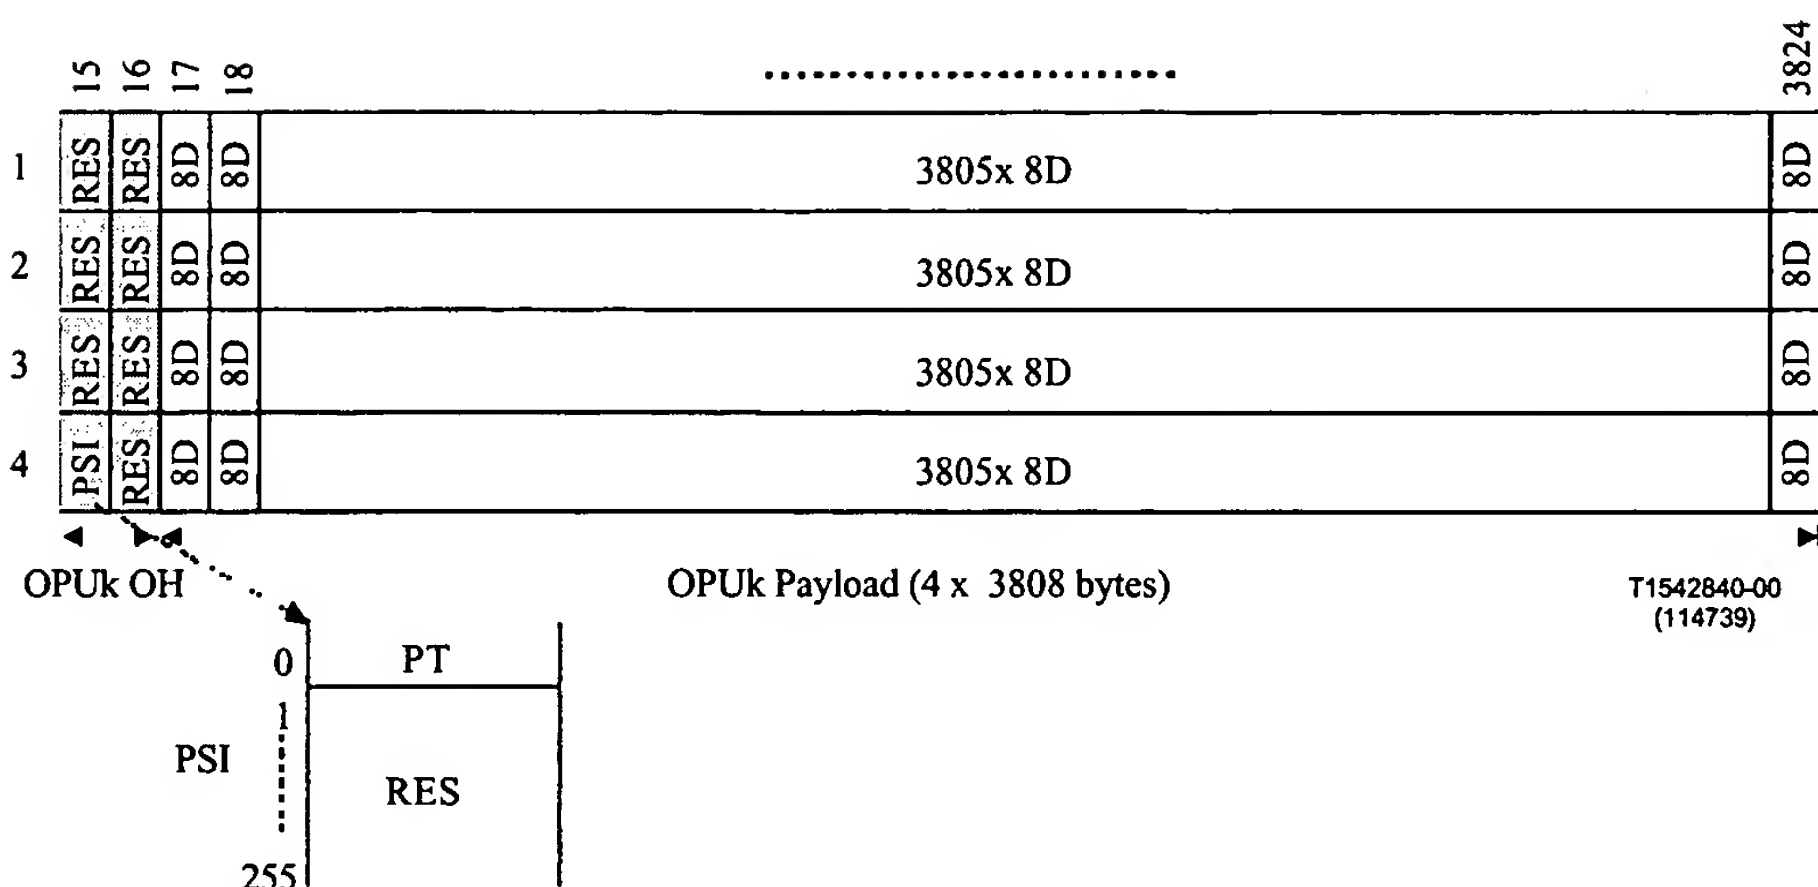 15 16 17 18 3824
1 RES RES 8D 8D 3805x 8D 8D
2 RES RES 8D 8D 3805x 8D 8D
3 RES RES 8D 8D 3805x 8D 8D
4 PSI RES 8D 8D 3805x 8D 8D
OPUk OH OPUk Payload (4 x 3808 bytes) T1542840-00
(114739)
0 PT
1
PSI RES
255